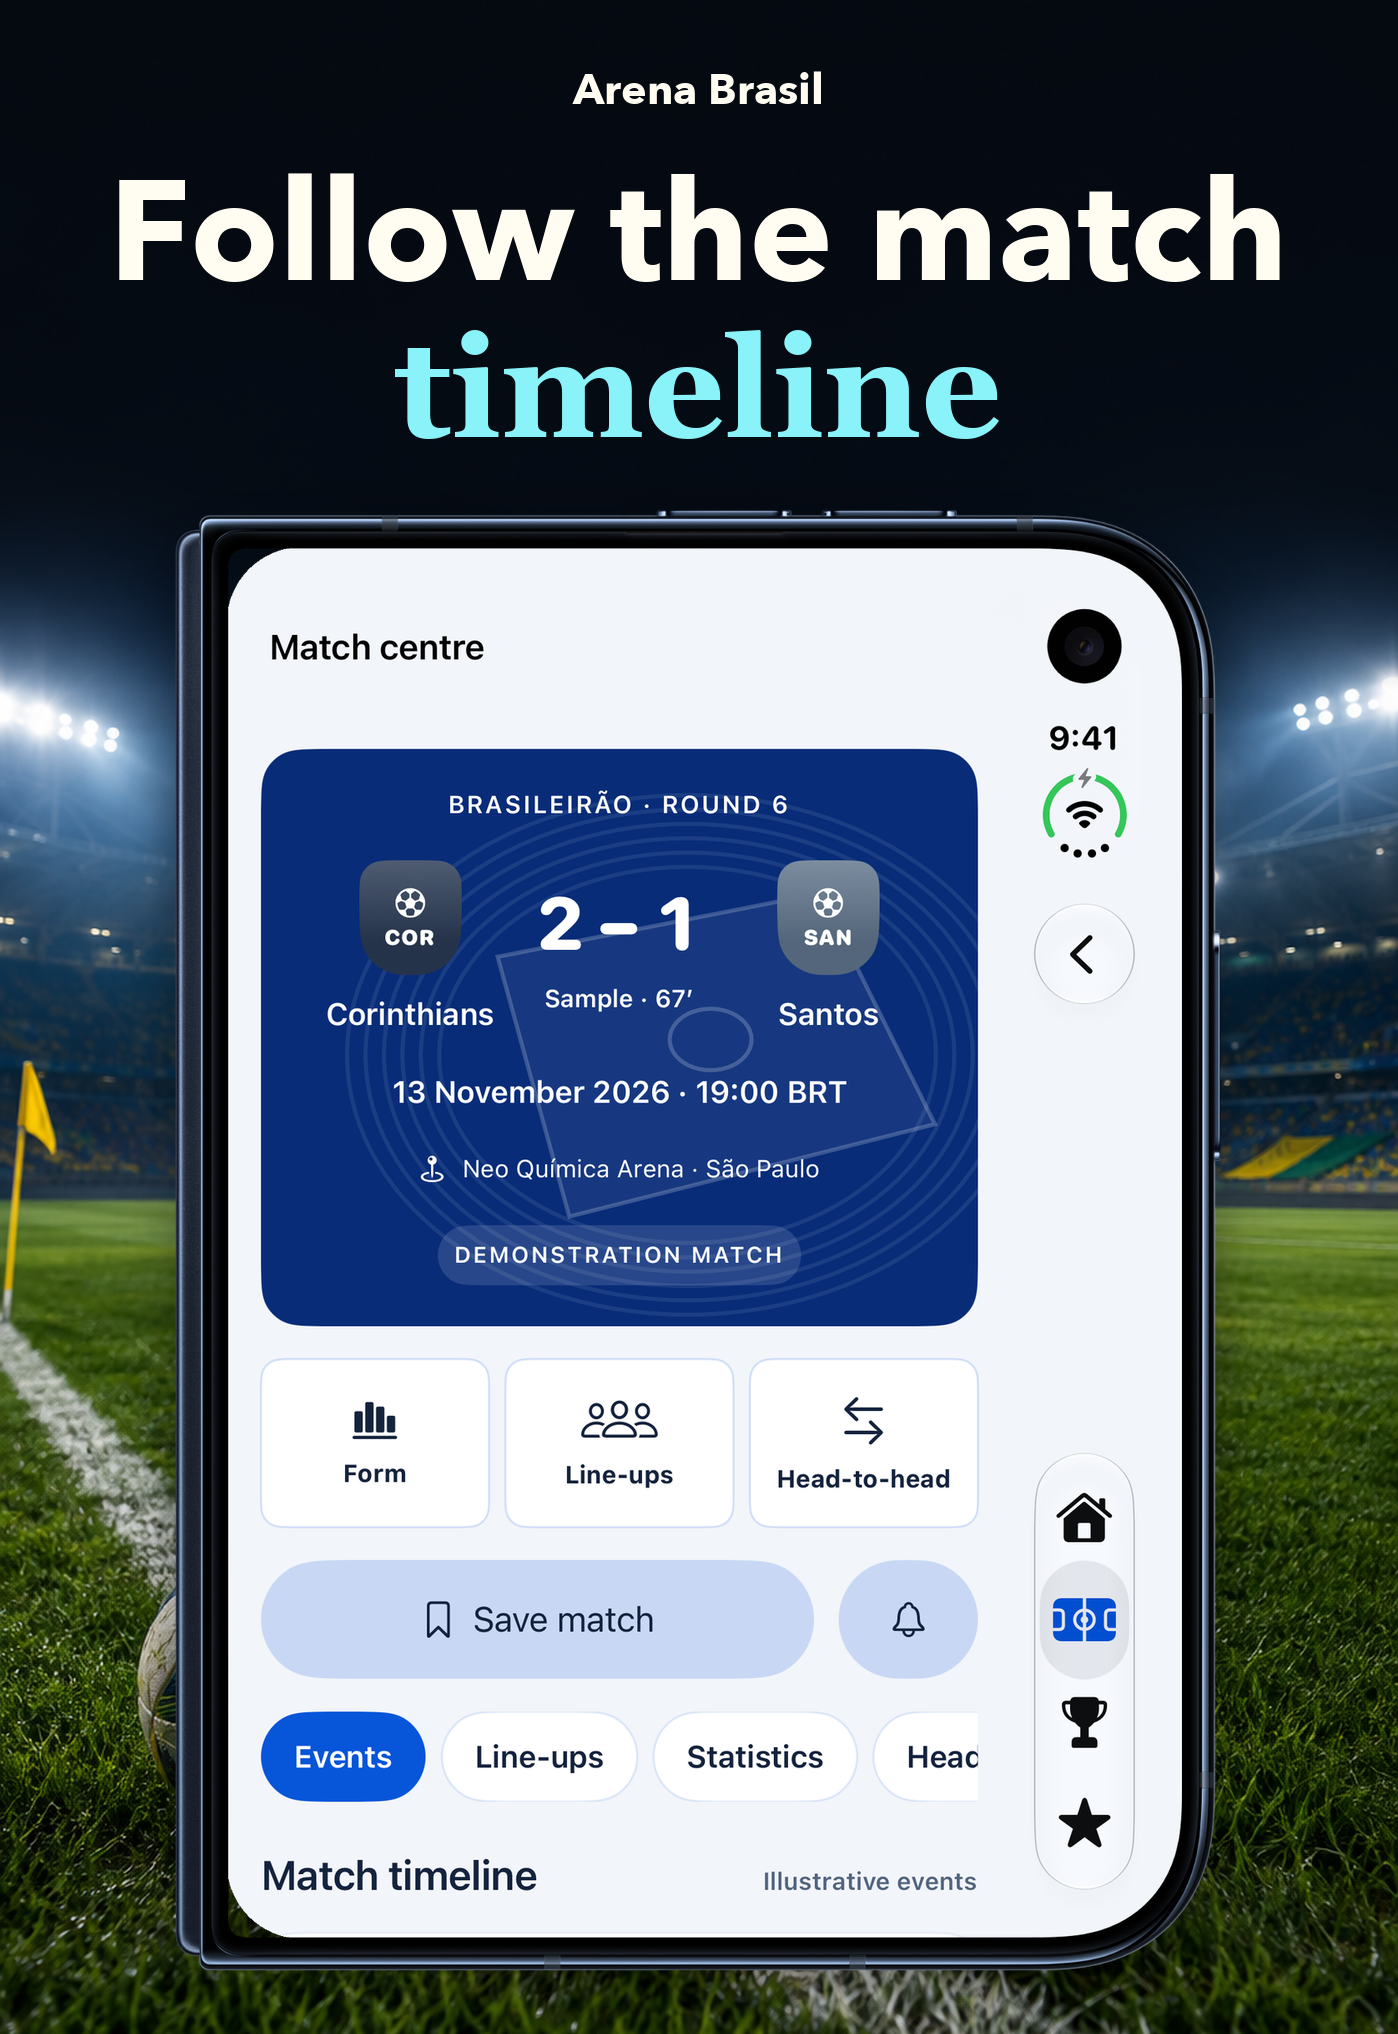 Arena Brasil
Follow the match
timeline
Match centre
9:41
BRASILEIRÃO · ROUND 6
COR
2 – 1
SAN
Corinthians
Sample · 67'
Santos
13 November 2026 · 19:00 BRT
Neo Química Arena · São Paulo
DEMONSTRATION MATCH
Form
Line-ups
Head-to-head
Save match
Events
Line-ups
Statistics
Head
Match timeline
Illustrative events